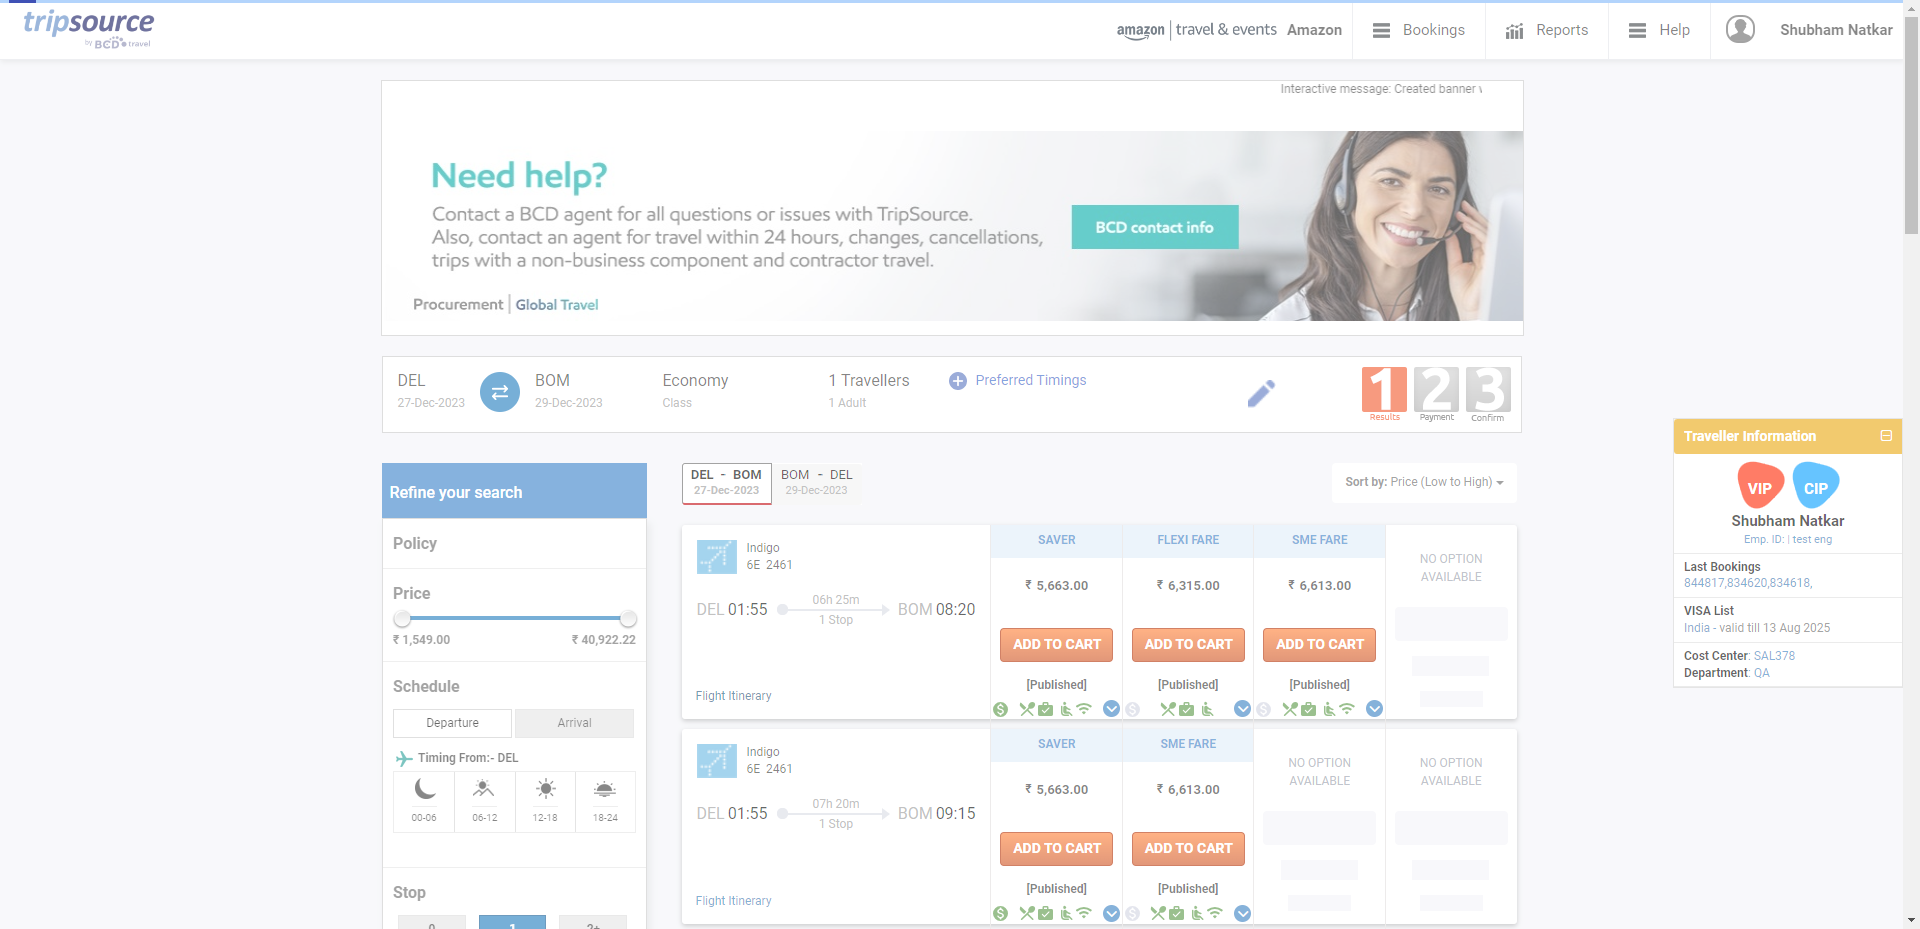 tripsource
by BCD travel
amazon | travel & events Amazon
Bookings
Reports
Help
Shubham Natkar
Interactive message: Created banner
Need help?
Contact a BCD agent for all questions or issues with TripSource.
Also, contact an agent for travel within 24 hours, changes, cancellations,
trips with a non-business component and contractor travel.
BCD contact info
Procurement | Global Travel
DEL
27-Dec-2023
BOM
29-Dec-2023
Economy
Class
1 Travellers
1 Adult
Preferred Timings
1 2 3
Results Payment Confirm
Refine your search
Policy
Price
₹ 1,549.00 ₹ 40,922.22
Schedule
Departure Arrival
Timing From:- DEL
00-06 06-12 12-18 18-24
Stop
0 1 2+
DEL - BOM
27-Dec-2023
BOM - DEL
29-Dec-2023
Sort by: Price (Low to High)
Indigo
6E 2461
DEL 01:55
06h 25m
1 Stop
BOM 08:20
Flight Itinerary
SAVER
₹ 5,663.00
ADD TO CART
[Published]
FLEXI FARE
₹ 6,315.00
ADD TO CART
[Published]
SME FARE
₹ 6,613.00
ADD TO CART
[Published]
NO OPTION
AVAILABLE
Indigo
6E 2461
DEL 01:55
07h 20m
1 Stop
BOM 09:15
Flight Itinerary
SAVER
₹ 5,663.00
ADD TO CART
[Published]
SME FARE
₹ 6,613.00
ADD TO CART
[Published]
NO OPTION
AVAILABLE
NO OPTION
AVAILABLE
Traveller Information
VIP CIP
Shubham Natkar
Emp. ID: | test eng
Last Bookings
844817,834620,834618,
VISA List
India - valid till 13 Aug 2025
Cost Center: SAL378
Department: QA